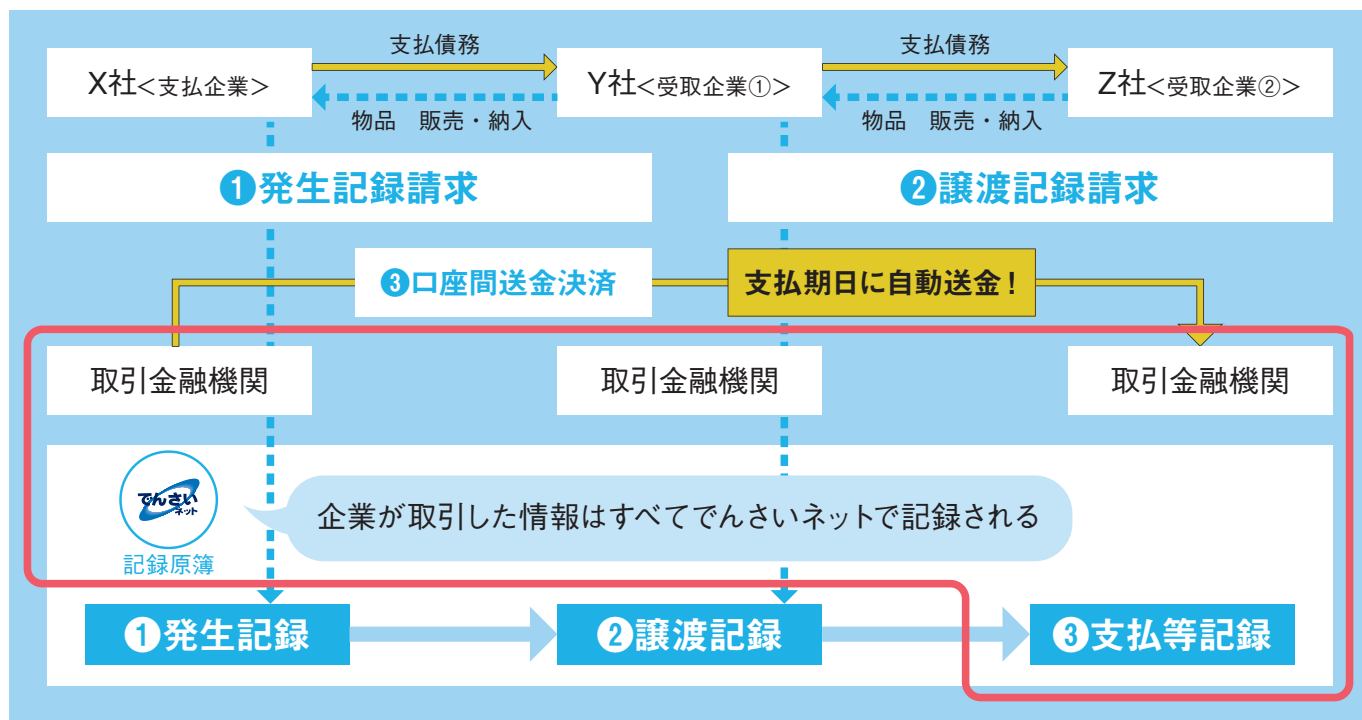 支払債務
支払債務
X社<支払企業>
Y社<受取企業①>
Z社<受取企業②>
物品　販売・納入
物品　販売・納入
❶発生記録請求
❷譲渡記録請求
❸口座間送金決済
支払期日に自動送金！
取引金融機関
取引金融機関
取引金融機関
でんさい
ネット
企業が取引した情報はすべてでんさいネットで記録される
記録原簿
❶発生記録
❷譲渡記録
❸支払等記録